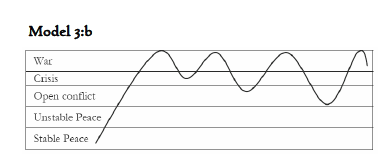 Model 3:b
War
Crisis
Open conflict
Unstable Peace
Stable Peace